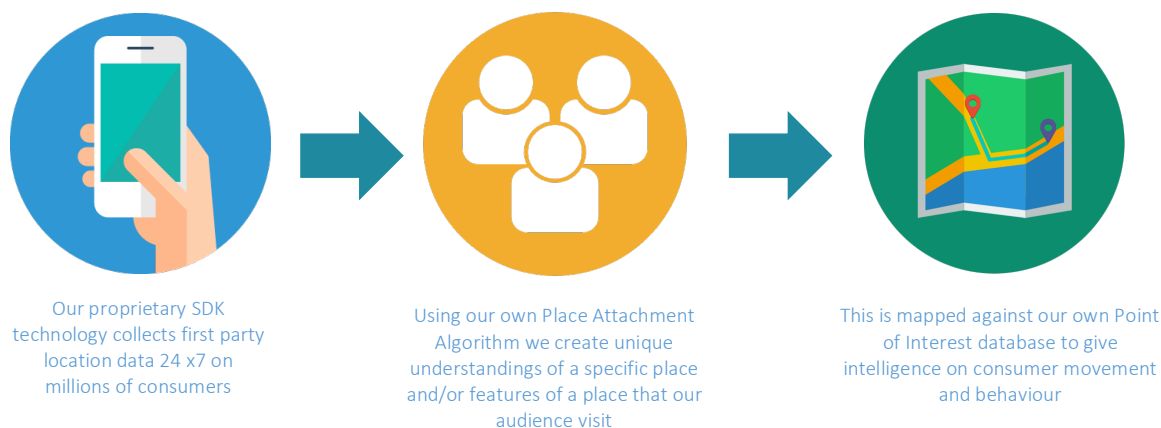 Our proprietary SDK
technology collects first party
location data 24 x7 on
millions of consumers
Using our own Place Attachment
Algorithm we create unique
understandings of a specific place
and/or features of a place that our
audience visit
This is mapped against our own Point
of Interest database to give
intelligence on consumer movement
and behaviour